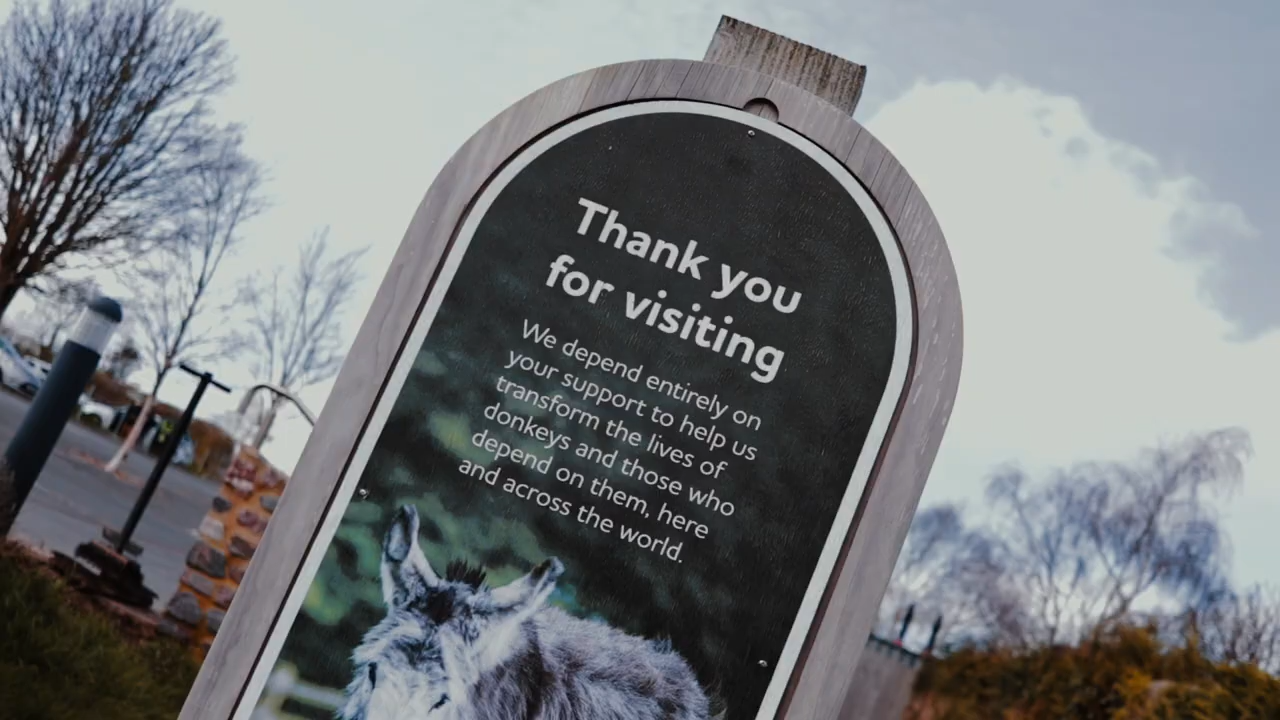 Thank you
for visiting
We depend entirely on
your support to help us
transform the lives of
donkeys and those who
depend on them, here
and across the world.